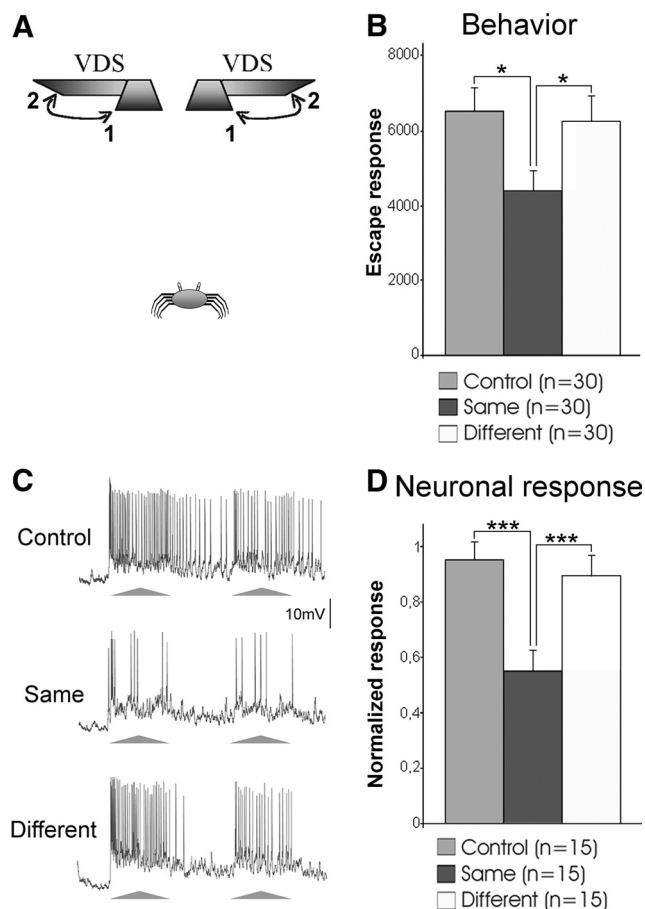 A
VDS VDS
2 2
1 1
B Behavior
Escape response
8000
6000
4000
2000
0
* *
Control (n=30)
Same (n=30)
Different (n=30)
C
Control
10mV
Same
Different
D Neuronal response
Normalized response
1
0,8
0,6
0,4
0,2
0
*** ***
Control (n=15)
Same (n=15)
Different (n=15)